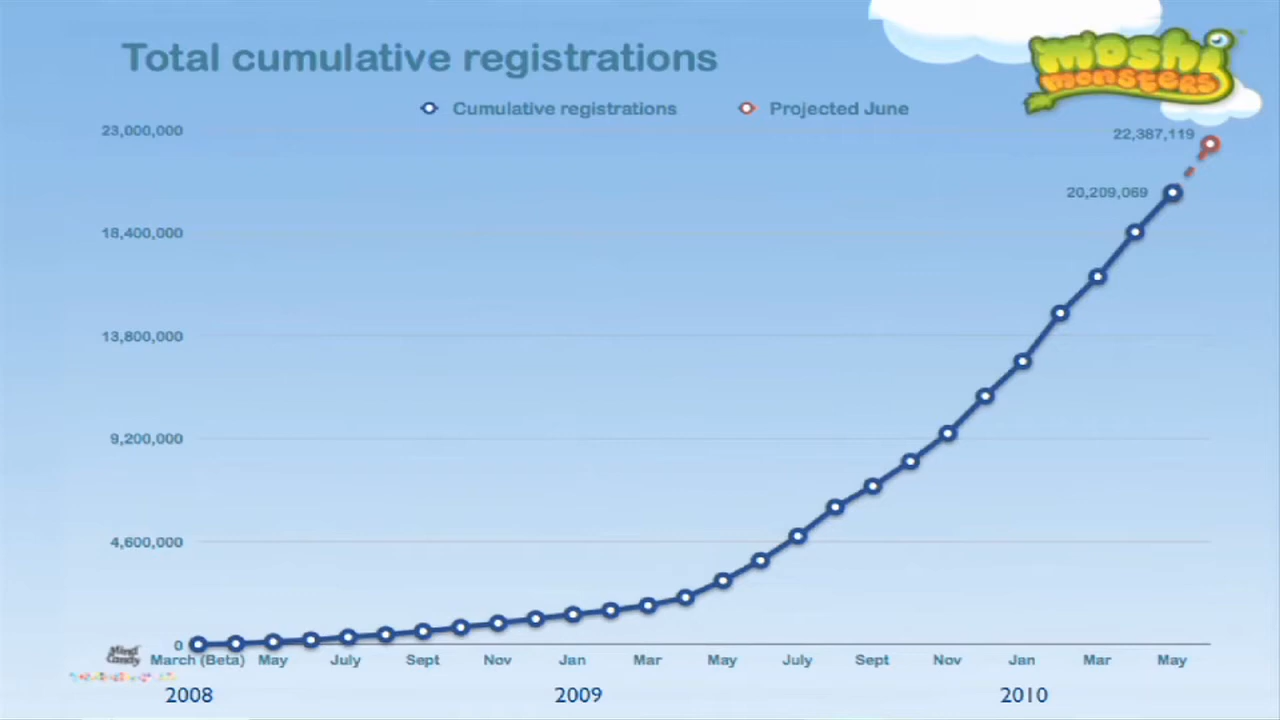 Total cumulative registrations
moshi
monsters
Cumulative registrations
Projected June
23,000,000
22,387,119
20,209,069
18,400,000
13,800,000
9,200,000
4,600,000
0
Mind
Candy
March (Beta) May July Sept Nov Jan Mar May July Sept Nov Jan Mar May
2008 2009 2010